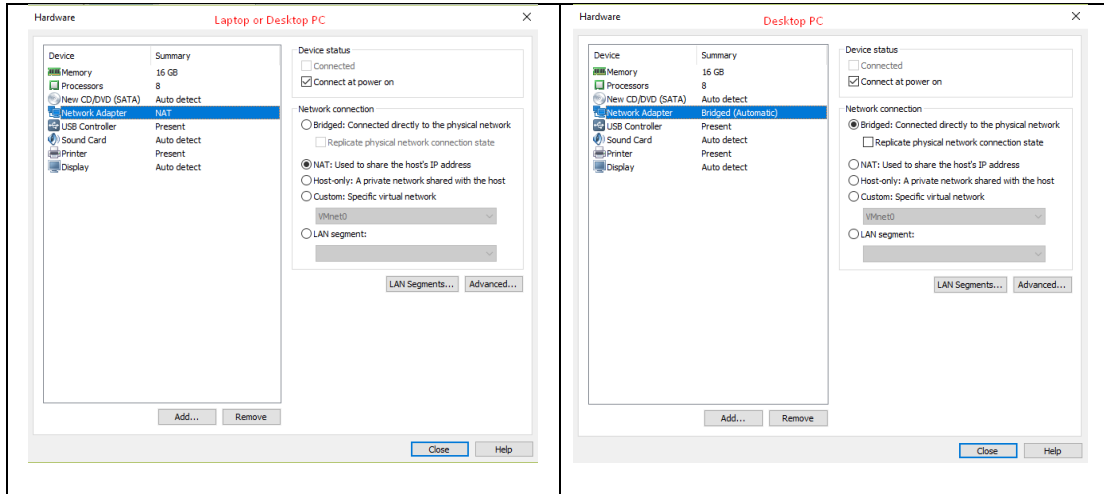 Hardware
Laptop or Desktop PC
Device Summary
Memory 16 GB
Processors 8
New CD/DVD (SATA) Auto detect
Network Adapter NAT
USB Controller Present
Sound Card Auto detect
Printer Present
Display Auto detect
Add... Remove
Device status
Connected
Connect at power on
Network connection
Bridged: Connected directly to the physical network
Replicate physical network connection state
NAT: Used to share the host's IP address
Host-only: A private network shared with the host
Custom: Specific virtual network
VMnet0
LAN segment:
LAN Segments... Advanced...
Close Help
Hardware
Desktop PC
Device Summary
Memory 16 GB
Processors 8
New CD/DVD (SATA) Auto detect
Network Adapter Bridged (Automatic)
USB Controller Present
Sound Card Auto detect
Printer Present
Display Auto detect
Add... Remove
Device status
Connected
Connect at power on
Network connection
Bridged: Connected directly to the physical network
Replicate physical network connection state
NAT: Used to share the host's IP address
Host-only: A private network shared with the host
Custom: Specific virtual network
VMnet0
LAN segment:
LAN Segments... Advanced...
Close Help